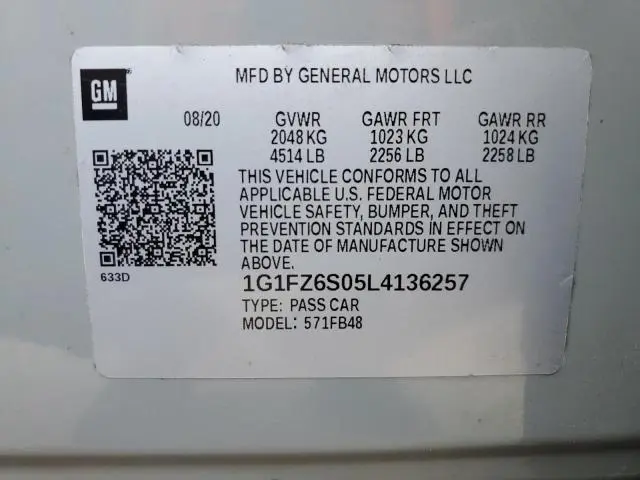 GM
MFD BY GENERAL MOTORS LLC
08/20 GVWR GAWR FRT GAWR RR
2048 KG 1023 KG 1024 KG
4514 LB 2256 LB 2258 LB
THIS VEHICLE CONFORMS TO ALL
APPLICABLE U.S. FEDERAL MOTOR
VEHICLE SAFETY, BUMPER, AND THEFT
PREVENTION STANDARDS IN EFFECT ON
THE DATE OF MANUFACTURE SHOWN
ABOVE.
633D
1G1FZ6S05L4136257
TYPE: PASS CAR
MODEL: 571FB48